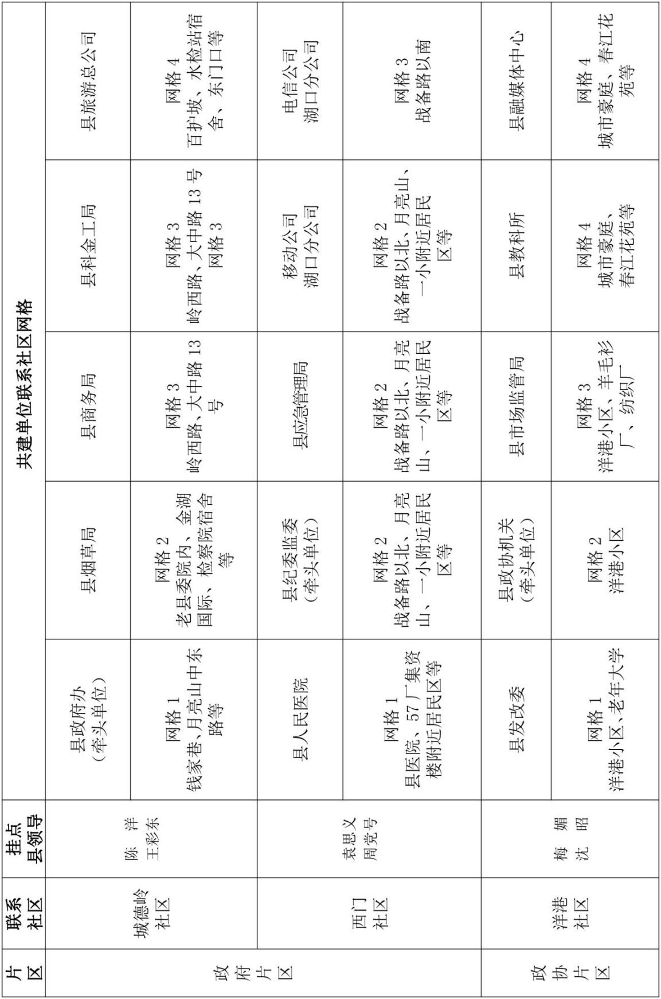 片
区
联系
社区
挂点
县领导
共建单位联系社区网格
政
府
片
区
城德岭
社区
陈　洋
王彩东
县政府办
（牵头单位）
县烟草局
县商务局
县科金工局
县旅游总公司
网格1
钱家巷、月亮山中东
路等
网格2
老县委院内、金湖
国际、检察院宿舍
等
网格3
岭西路、大中路13
号
网格3
岭西路、大中路13号
网格3
网格4
百护坡、水检站宿
舍、东门口等
西门
社区
袁思义
周党号
县人民医院
县纪委监委
（牵头单位）
县应急管理局
移动公司
湖口分公司
电信公司
湖口分公司
网格1
县医院、57厂集资
楼附近居民区等
网格2
战备路以北、月亮
山、一小附近居民
区等
网格2
战备路以北、月亮
山、一小附近居民
区等
网格2
战备路以北、月亮山、
一小附近居民
区等
网格3
战备路以南
政
协
片
区
洋港
社区
梅　媚
沈　昭
县发改委
县政协机关
（牵头单位）
县市场监管局
县教科所
县融媒体中心
网格1
洋港小区、老年大学
网格2
洋港小区
网格3
洋港小区、羊毛衫
厂、纺织厂
网格4
城市豪庭、
春江花苑等
网格4
城市豪庭、春江花
苑等